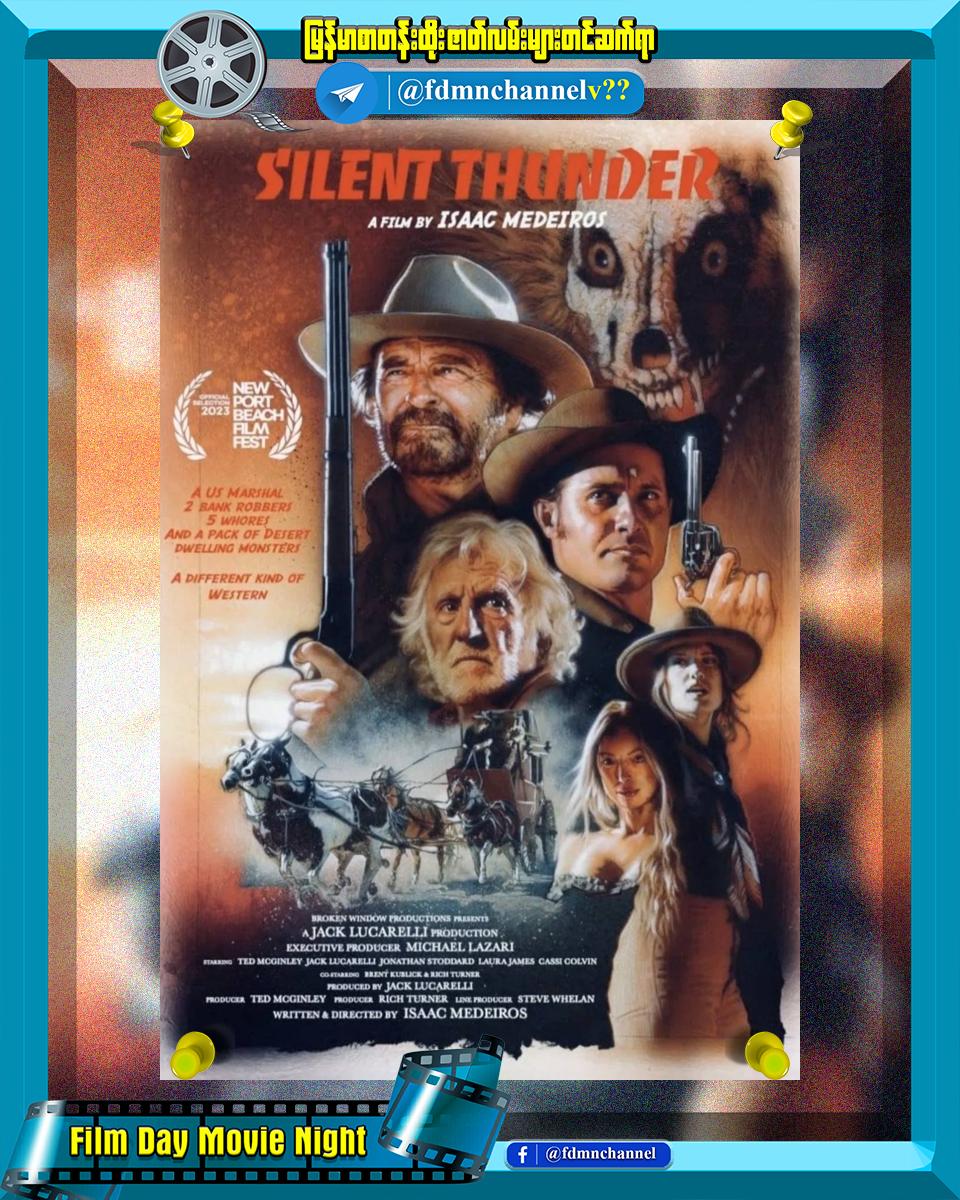 မြန်မာစာတန်းထိုးဇာတ်လမ်းများတင်ဆက်ရာ
@fdmnchannelv??
SILENT THUNDER
A FILM BY ISAAC MEDEIROS
OFFICIAL
SELECTION
2023
NEW
PORT
BEACH
FILM
FEST
A US MARSHAL
2 BANK ROBBERS
5 WHORES
AND A PACK OF DESERT
DWELLING MONSTERS
A DIFFERENT KIND OF
WESTERN
BROKEN WINDOW PRODUCTIONS PRESENTS
A JACK LUCARELLI PRODUCTION
EXECUTIVE PRODUCER MICHAEL LAZARI
STARRING TED MCGINLEY JACK LUCARELLI JONATHAN STODDARD LAURA JAMES CASSI COLVIN
CO-STARRING BRENT KUBLICK & RICH TURNER
PRODUCED BY JACK LUCARELLI
PRODUCER TED MCGINLEY PRODUCER RICH TURNER LINE PRODUCER STEVE WHELAN
WRITTEN & DIRECTED BY ISAAC MEDEIROS
Film Day Movie Night
@fdmnchannel